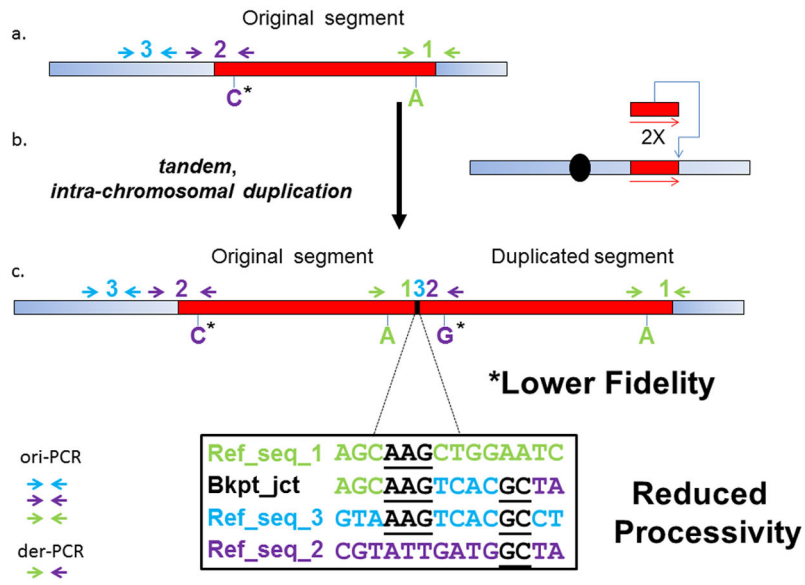 Original segment
a.
3 2 1
C* A
b.
2X
tandem,
intra-chromosomal duplication
Original segment Duplicated segment
c.
3 2 132 1
C* A G* A
*Lower Fidelity
ori-PCR
der-PCR
Ref_seq_1 AGCAAGCTGGAATC
Bkpt_jct AGCAAGTCACGCTA
Ref_seq_3 GTAAAGTCACGCCT
Ref_seq_2 CGTATTGATGGCTA
Reduced
Processivity